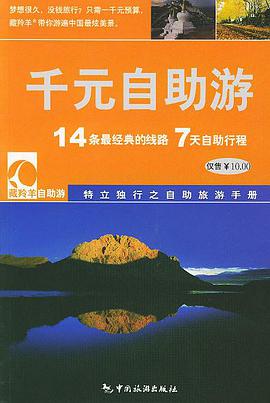 梦想很久，没钱旅行？只需一千元预算，
藏羚羊®带你游遍中国最炫美景。
千元自助游
14条最经典的线路 7天自助行程
仅售￥10.00
藏羚羊自助游
特立独行之自助旅游手册
中国旅游出版社